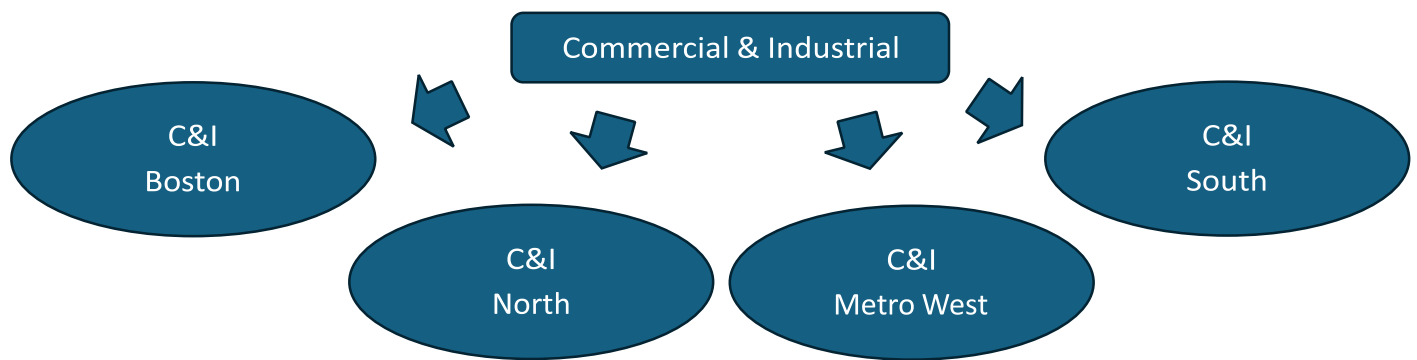 Commercial & Industrial
C&I
Boston
C&I
North
C&I
Metro West
C&I
South